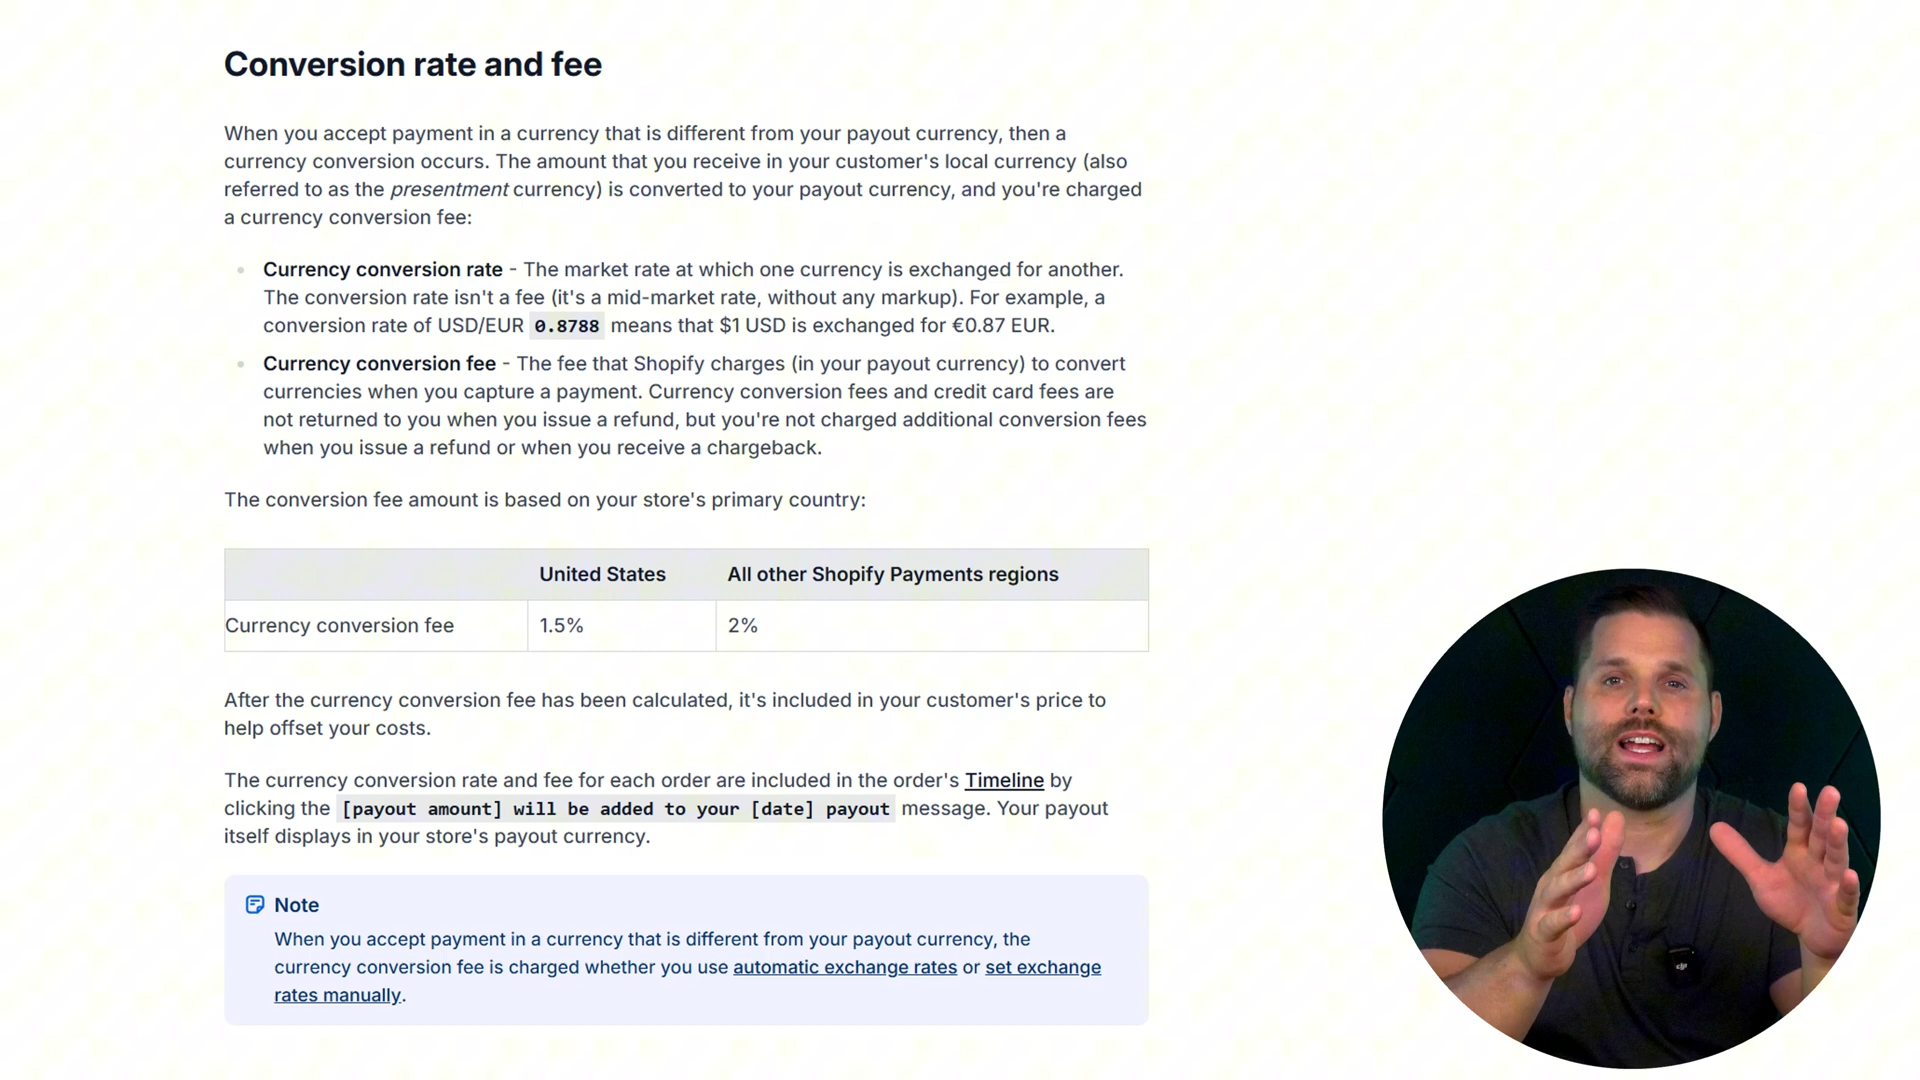 Conversion rate and fee
When you accept payment in a currency that is different from your payout currency, then a
currency conversion occurs. The amount that you receive in your customer's local currency (also
referred to as the presentment currency) is converted to your payout currency, and you're charged
a currency conversion fee:
Currency conversion rate - The market rate at which one currency is exchanged for another.
The conversion rate isn't a fee (it's a mid-market rate, without any markup). For example, a
conversion rate of USD/EUR 0.8788 means that $1 USD is exchanged for €0.87 EUR.
Currency conversion fee - The fee that Shopify charges (in your payout currency) to convert
currencies when you capture a payment. Currency conversion fees and credit card fees are
not returned to you when you issue a refund, but you're not charged additional conversion fees
when you issue a refund or when you receive a chargeback.
The conversion fee amount is based on your store's primary country:
United States All other Shopify Payments regions
Currency conversion fee 1.5% 2%
After the currency conversion fee has been calculated, it's included in your customer's price to
help offset your costs.
The currency conversion rate and fee for each order are included in the order's Timeline by
clicking the [payout amount] will be added to your [date] payout message. Your payout
itself displays in your store's payout currency.
Note
When you accept payment in a currency that is different from your payout currency, the
currency conversion fee is charged whether you use automatic exchange rates or set exchange
rates manually.
dji